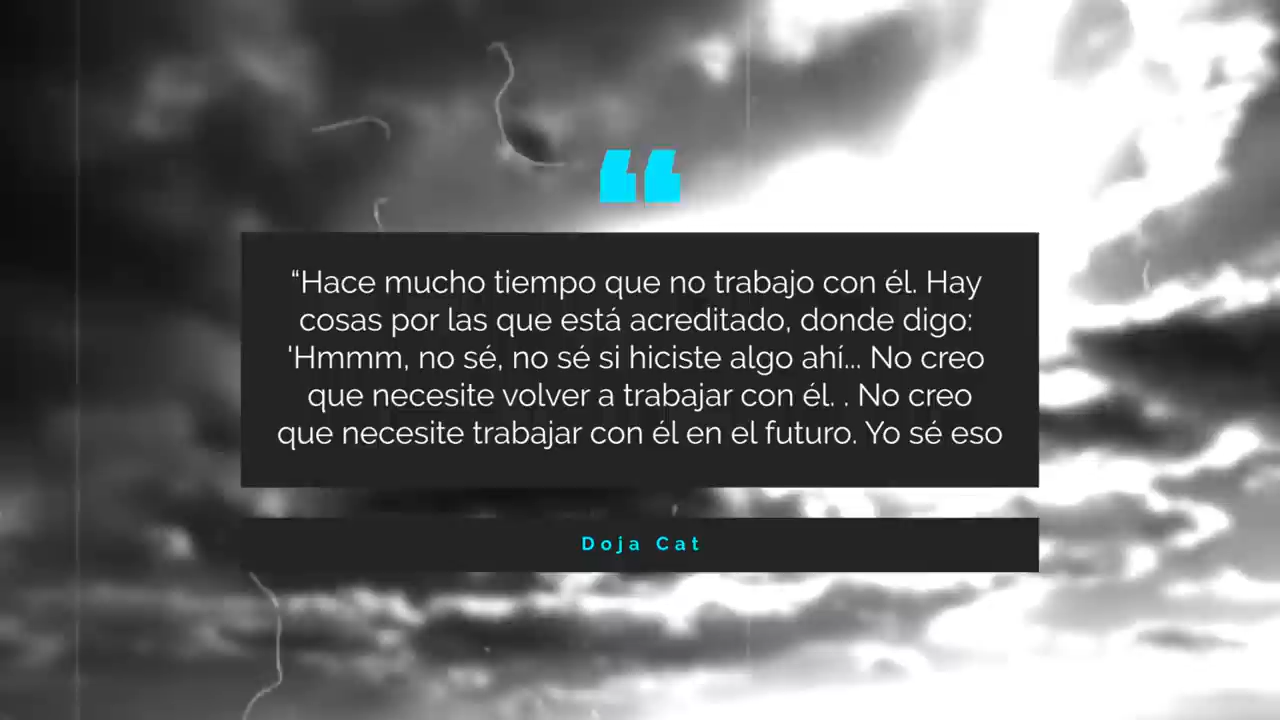 “Hace mucho tiempo que no trabajo con él. Hay
cosas por las que está acreditado, donde digo:
'Hmmm, no sé, no sé si hiciste algo ahí... No creo
que necesite volver a trabajar con él. . No creo
que necesite trabajar con él en el futuro. Yo sé eso
Doja Cat